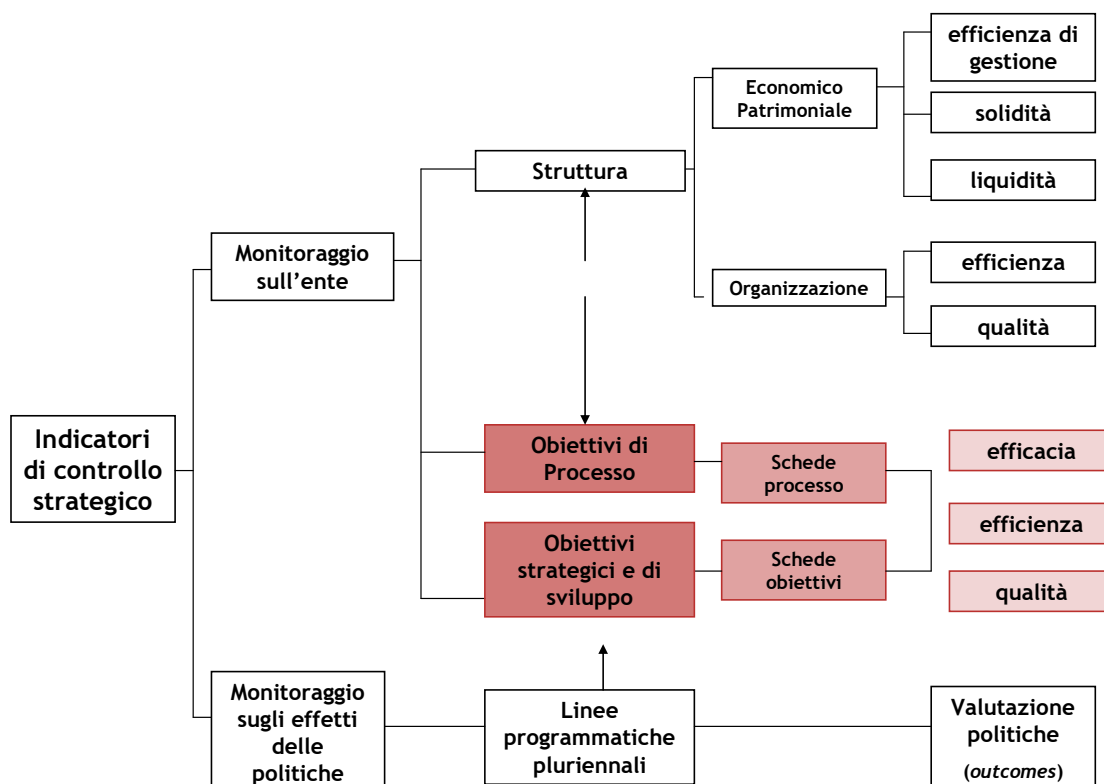 Indicatori
di controllo
strategico
Monitoraggio
sull'ente
Struttura
Economico
Patrimoniale
efficienza di
gestione
solidità
liquidità
Organizzazione
efficienza
qualità
Obiettivi di
Processo
Schede
processo
Obiettivi
strategici e di
sviluppo
Schede
obiettivi
efficacia
efficienza
qualità
Monitoraggio
sugli effetti
delle
politiche
Linee
programmatiche
pluriennali
Valutazione
politiche
(outcomes)